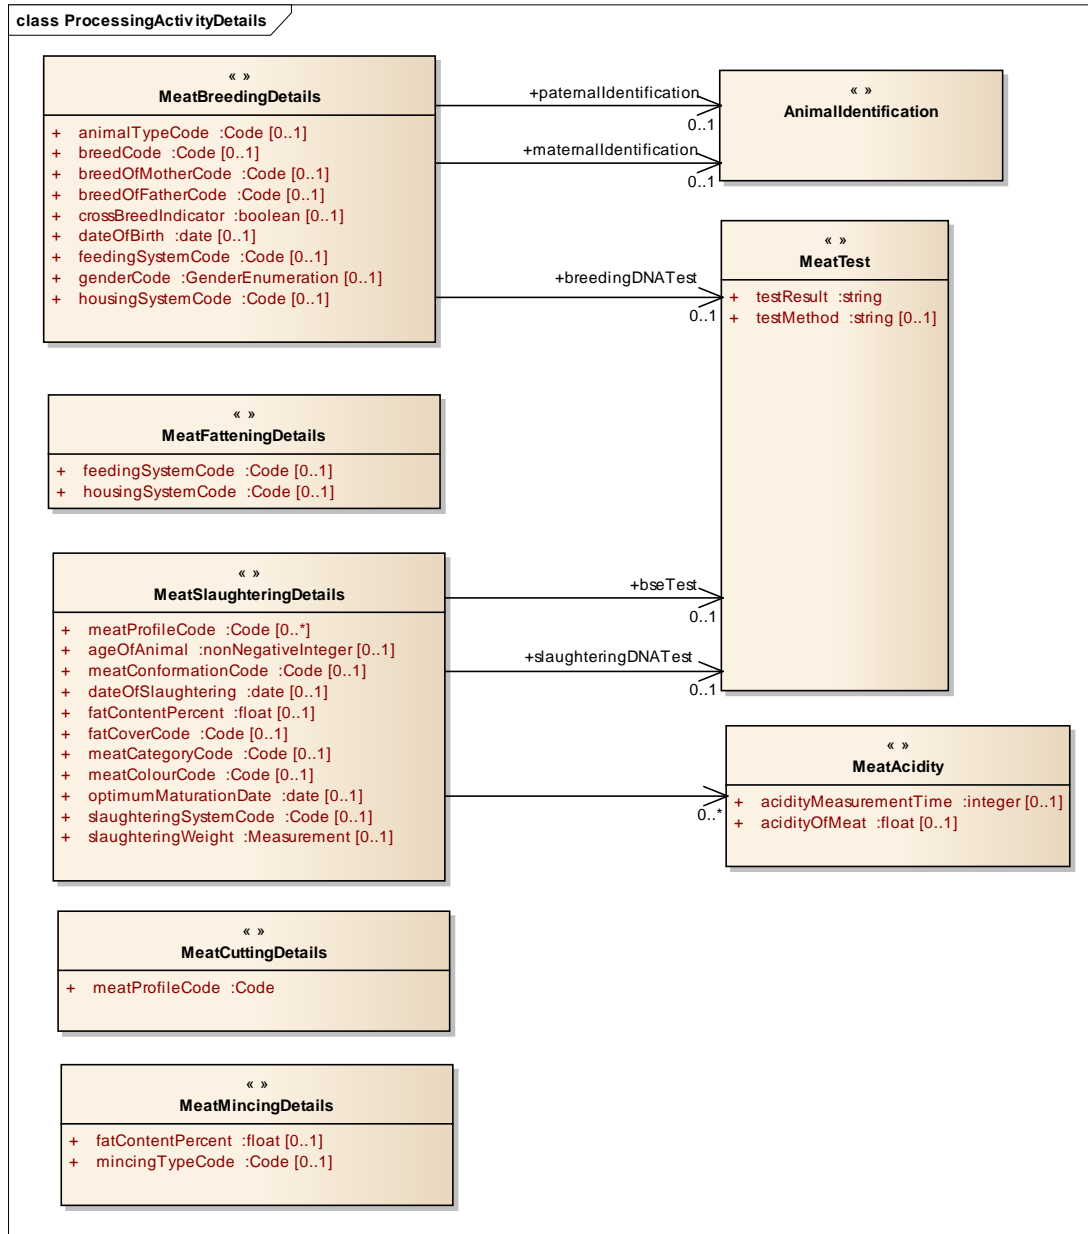 class ProcessingActivityDetails
« »
MeatBreedingDetails
+ animalTypeCode :Code [0..1]
+ breedCode :Code [0..1]
+ breedOfMotherCode :Code [0..1]
+ breedOfFatherCode :Code [0..1]
+ crossBreedIndicator :boolean [0..1]
+ dateOfBirth :date [0..1]
+ feedingSystemCode :Code [0..1]
+ genderCode :GenderEnumeration [0..1]
+ housingSystemCode :Code [0..1]
+paternalIdentification
0..1
+maternalIdentification
0..1
« »
AnimalIdentification
+breedingDNATest
0..1
« »
MeatTest
+ testResult :string
+ testMethod :string [0..1]
« »
MeatFatteningDetails
+ feedingSystemCode :Code [0..1]
+ housingSystemCode :Code [0..1]
« »
MeatSlaughteringDetails
+ meatProfileCode :Code [0..*]
+ ageOfAnimal :nonNegativeInteger [0..1]
+ meatConformationCode :Code [0..1]
+ dateOfSlaughtering :date [0..1]
+ fatContentPercent :float [0..1]
+ fatCoverCode :Code [0..1]
+ meatCategoryCode :Code [0..1]
+ meatColourCode :Code [0..1]
+ optimumMaturationDate :date [0..1]
+ slaughteringSystemCode :Code [0..1]
+ slaughteringWeight :Measurement [0..1]
+bseTest
0..1
+slaughteringDNATest
0..1
0..*
« »
MeatAcidity
+ acidityMeasurementTime :integer [0..1]
+ acidityOfMeat :float [0..1]
« »
MeatCuttingDetails
+ meatProfileCode :Code
« »
MeatMincingDetails
+ fatContentPercent :float [0..1]
+ mincingTypeCode :Code [0..1]